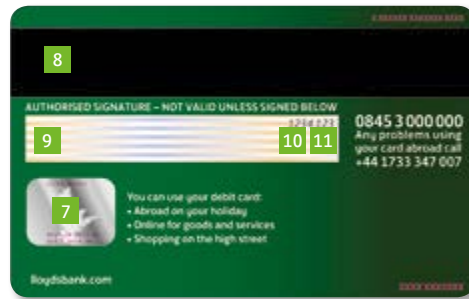 8
AUTHORISED SIGNATURE – NOT VALID UNLESS SIGNED BELOW
1234 123
9
10
11
0845 3 000 000
Any problems using
your card abroad call
+44 1733 347 007
7
You can use your debit card:
• Abroad on your holiday
• Online for goods and services
• Shopping on the high street
lloydsbank.com